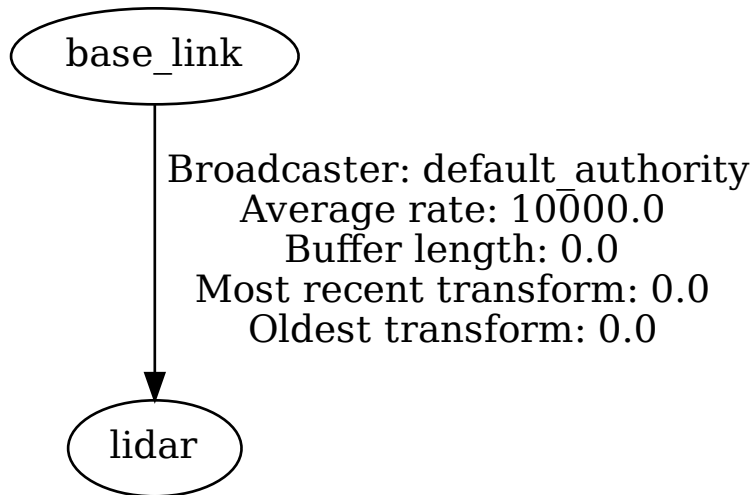 base_link
Broadcaster: default_authority
Average rate: 10000.0
Buffer length: 0.0
Most recent transform: 0.0
Oldest transform: 0.0
lidar